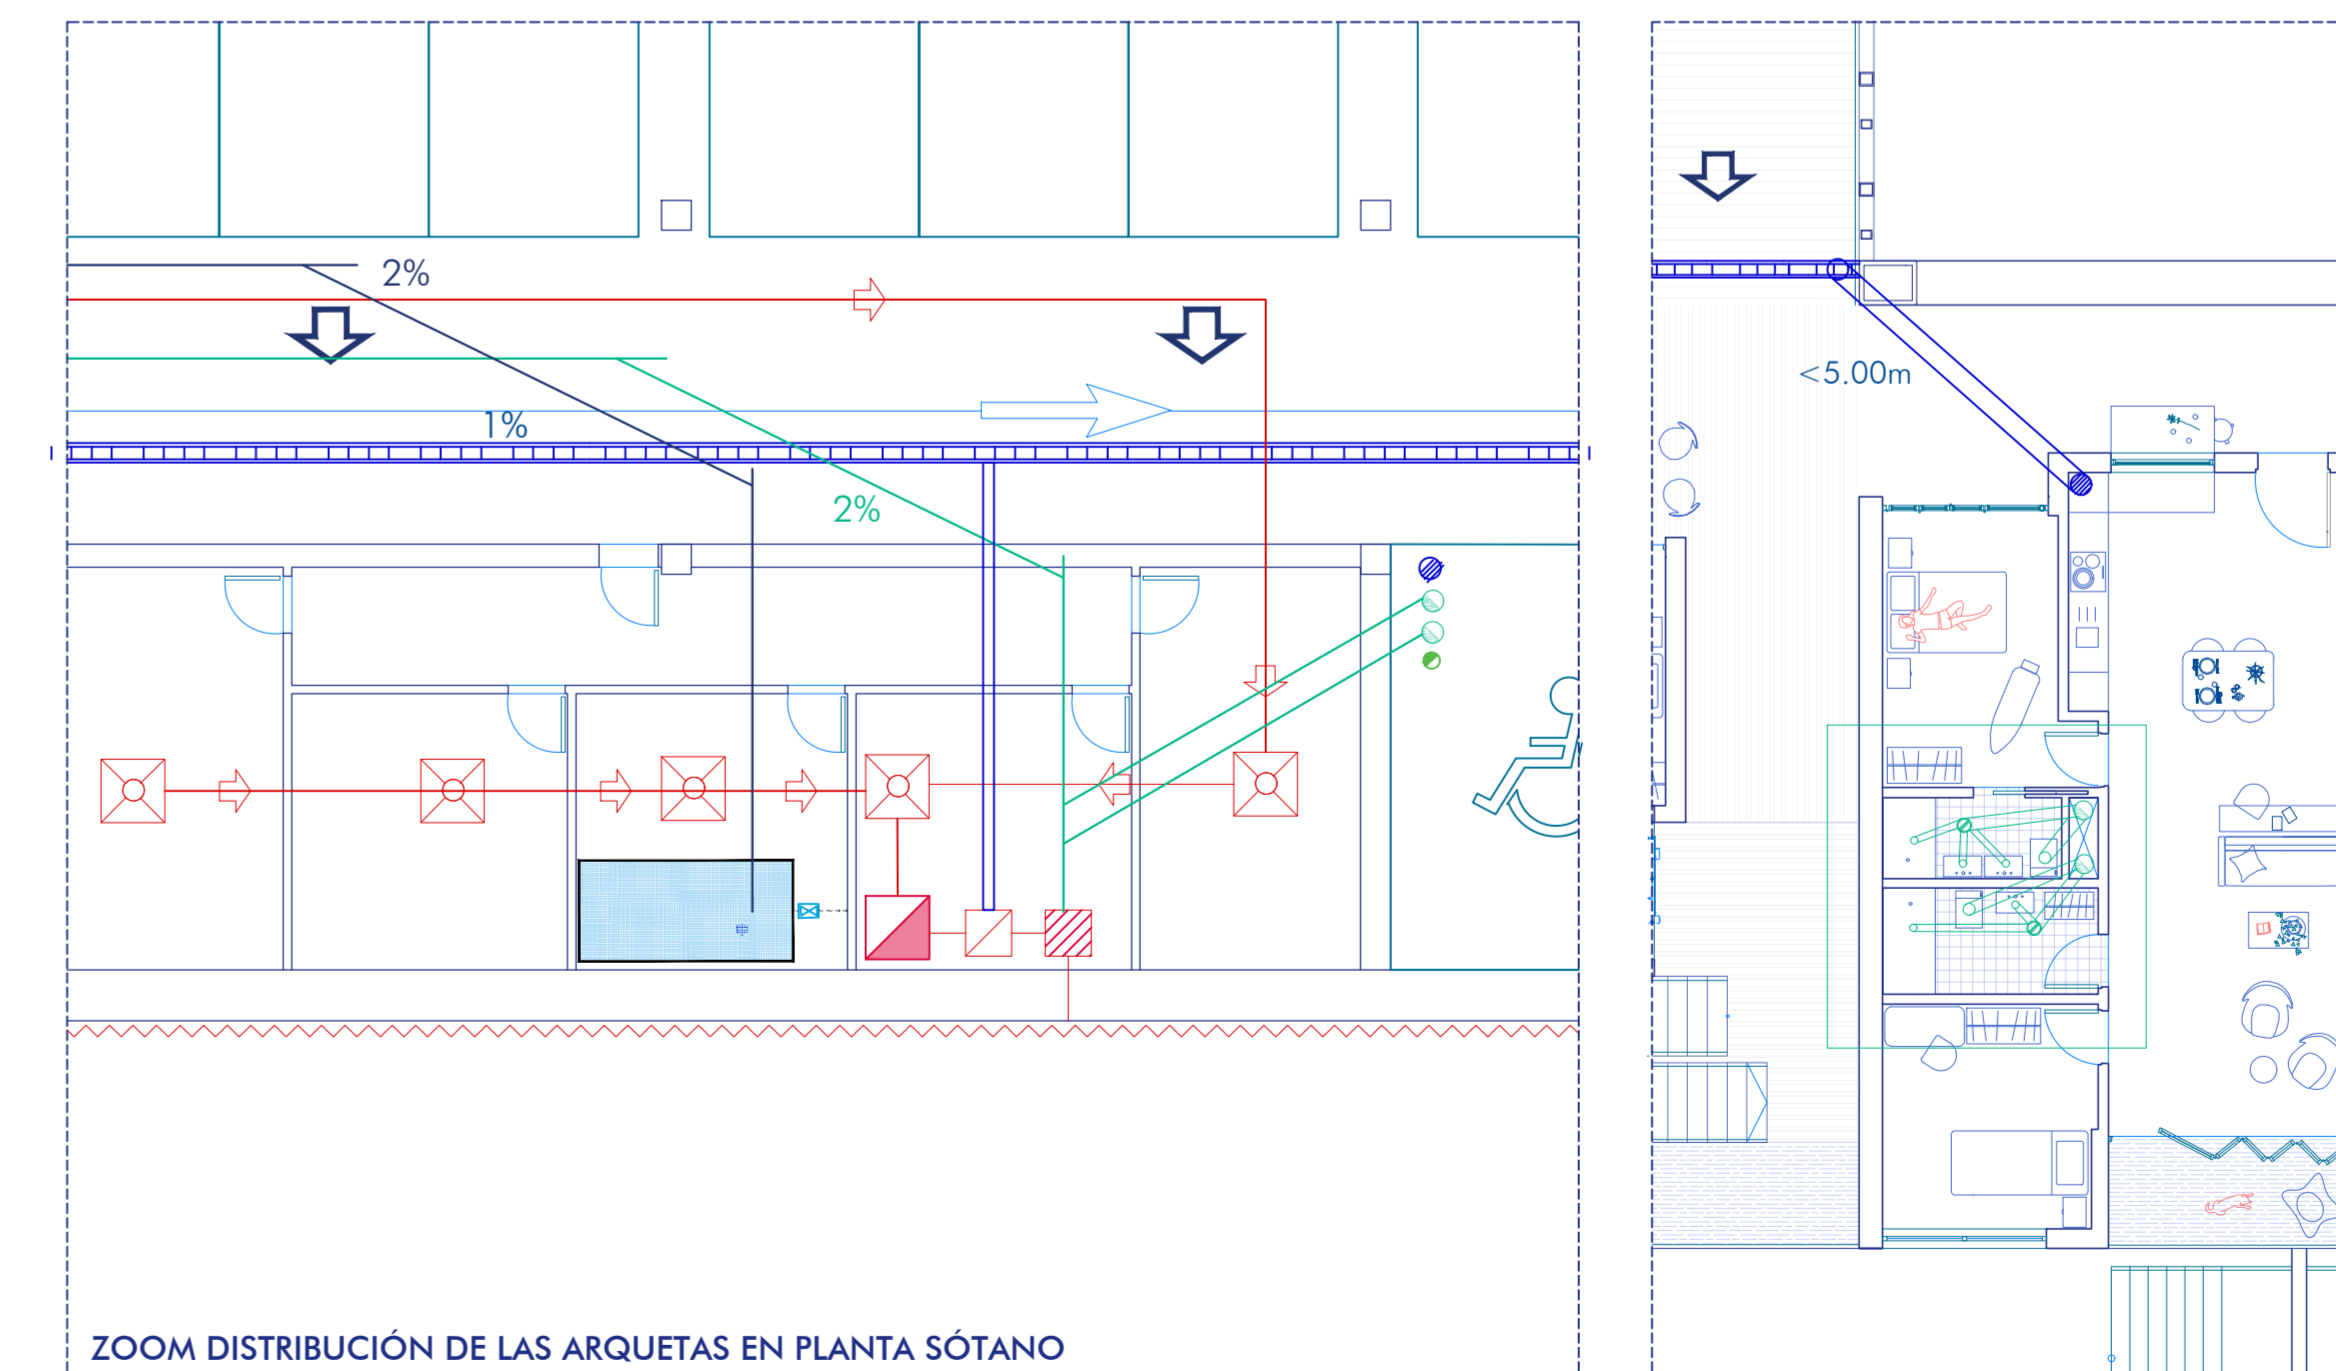 2%
<5.00m
1%
2%
ZOOM DISTRIBUCIÓN DE LAS ARQUETAS EN PLANTA SÓTANO